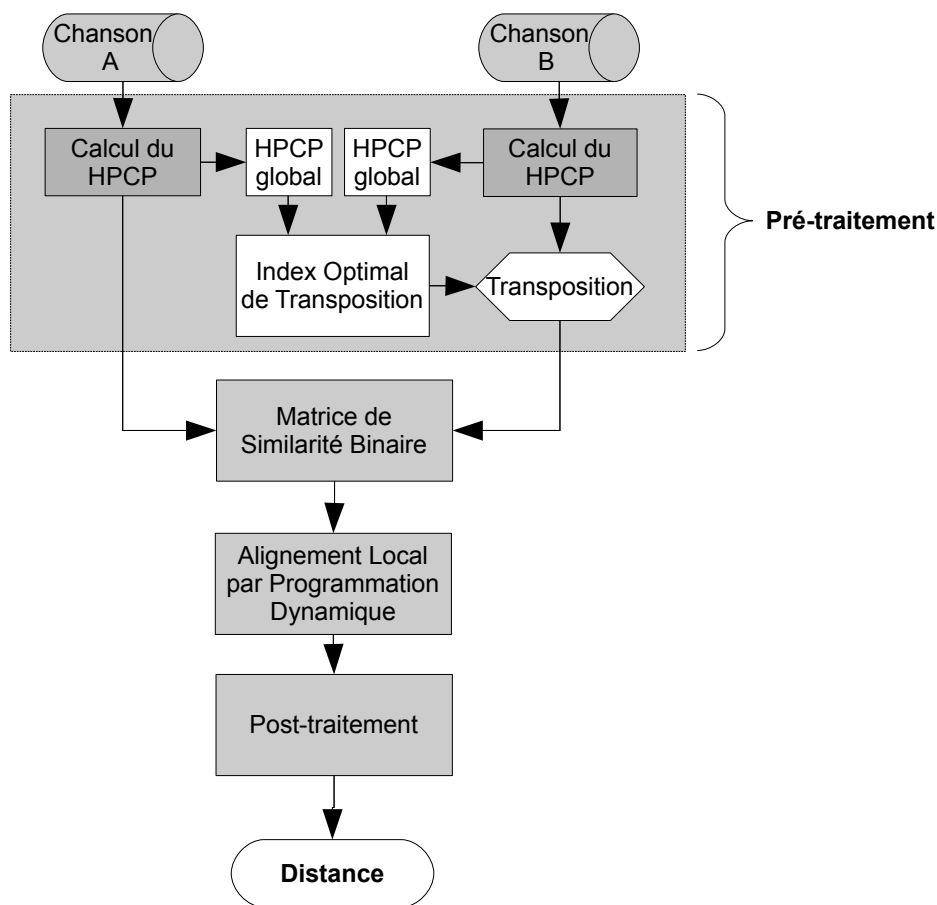 Chanson
A
Chanson
B
Calcul du
HPCP
HPCP
global
HPCP
global
Calcul du
HPCP
Pré-traitement
Index Optimal
de Transposition
Transposition
Matrice de
Similarité Binaire
Alignement Local
par Programmation
Dynamique
Post-traitement
Distance